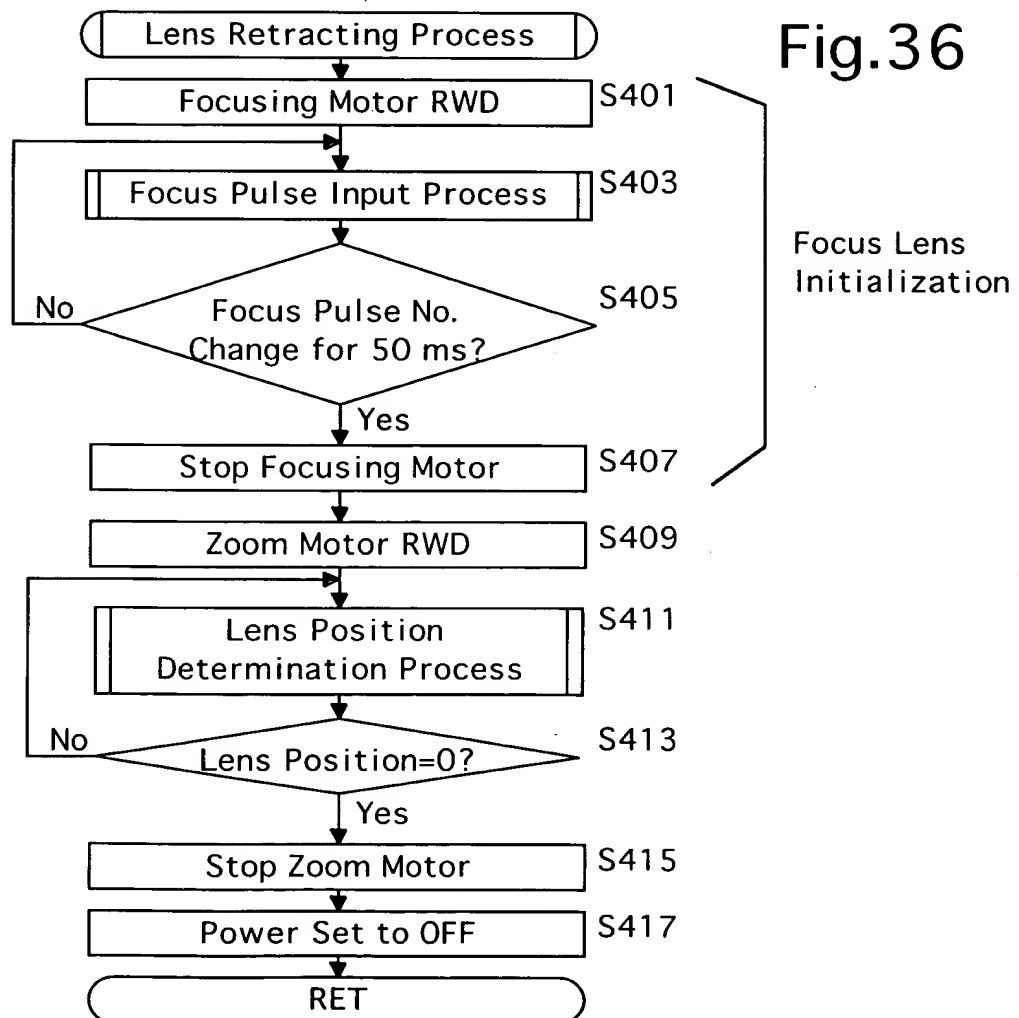 Fig.36
Lens Retracting Process
Focusing Motor RWD
S401
Focus Pulse Input Process
S403
Focus Lens
Initialization
S405
No
Focus Pulse No.
Change for 50 ms?
Yes
Stop Focusing Motor
S407
Zoom Motor RWD
S409
Lens Position
Determination Process
S411
No
Lens Position=0?
S413
Yes
Stop Zoom Motor
S415
Power Set to OFF
S417
RET